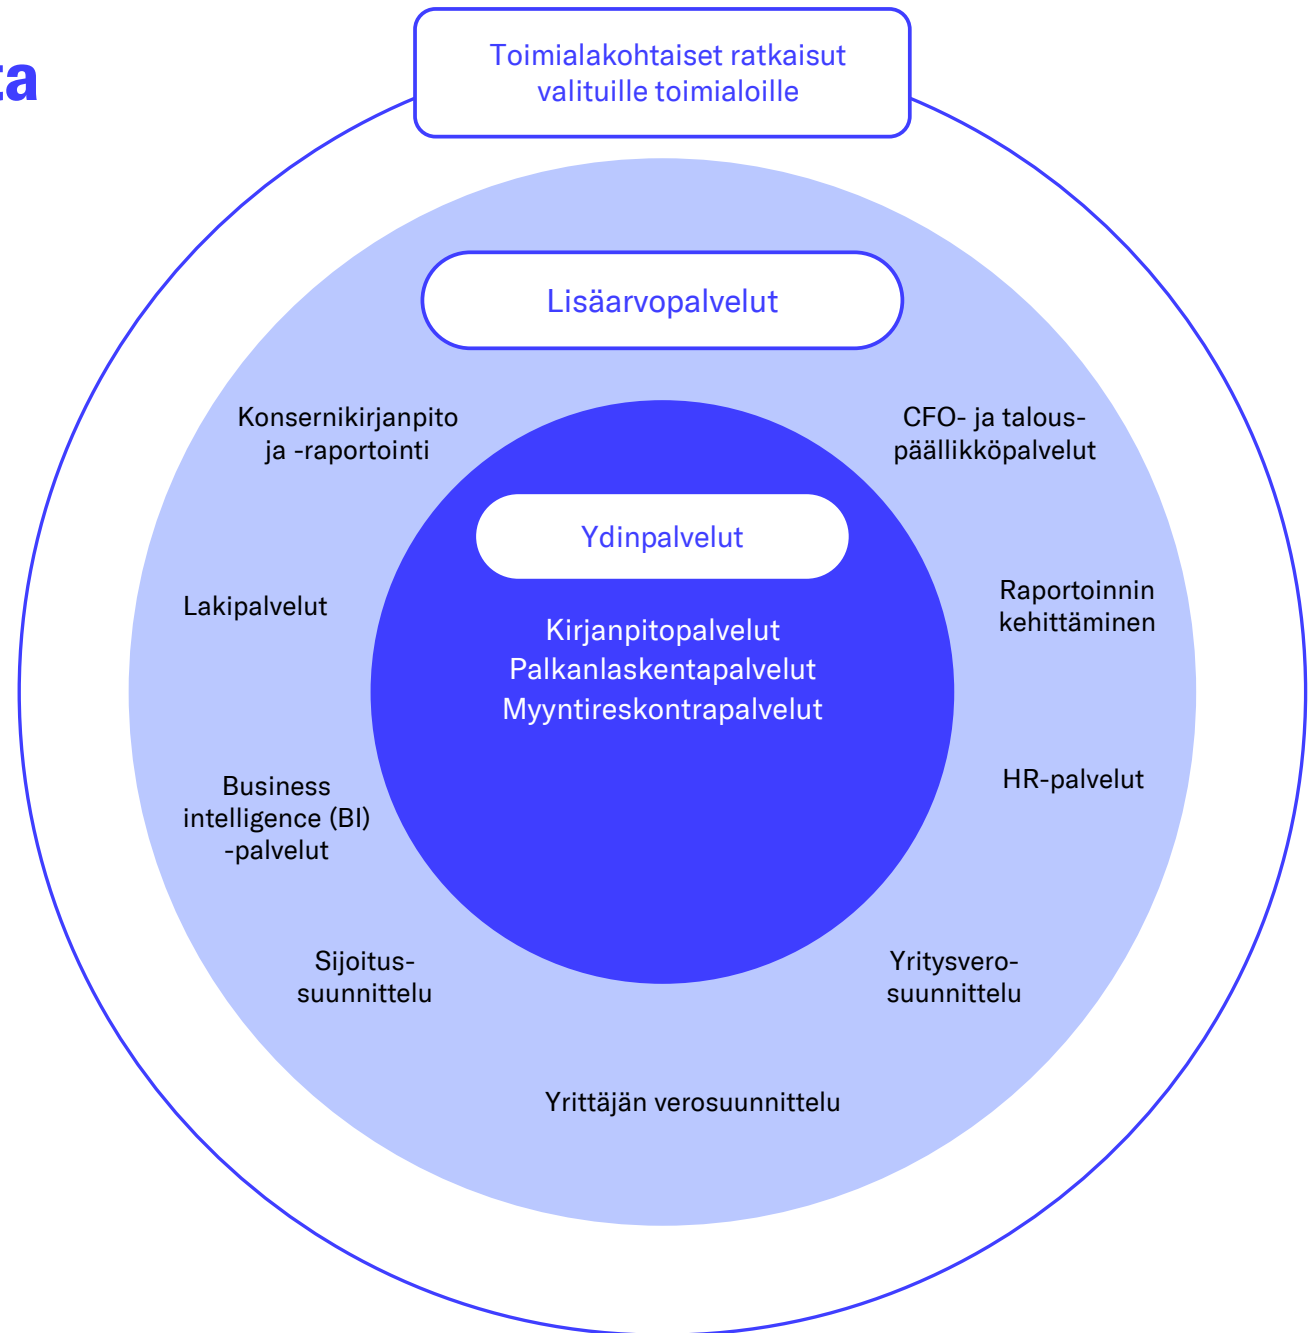 ta
Toimialakohtaiset ratkaisut
valituille toimialoille
Lisäarvopalvelut
Konsernikirjanpito
ja -raportointi
CFO- ja talous-
päällikköpalvelut
Ydinpalvelut
Kirjanpitopalvelut
Palkanlaskentapalvelut
Myyntireskontrapalvelut
Lakipalvelut
Raportoinnin
kehittäminen
Business
intelligence (BI)
-palvelut
HR-palvelut
Sijoitus-
suunnittelu
Yritysvero-
suunnittelu
Yrittäjän verosuunnittelu